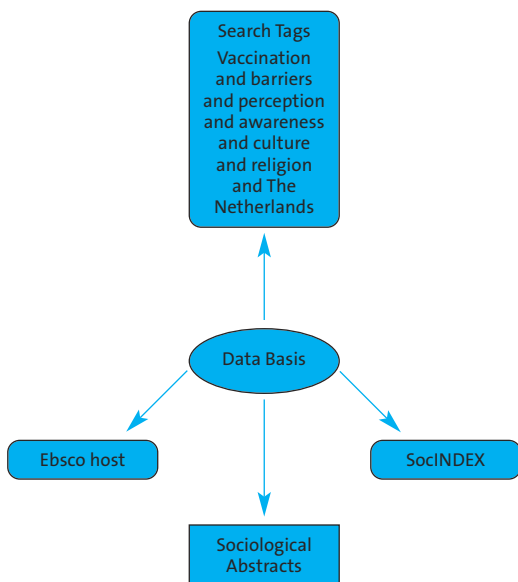 Search Tags
Vaccination
and barriers
and perception
and awareness
and culture
and religion
and The
Netherlands
Data Basis
Ebsco host
SocINDEX
Sociological
Abstracts